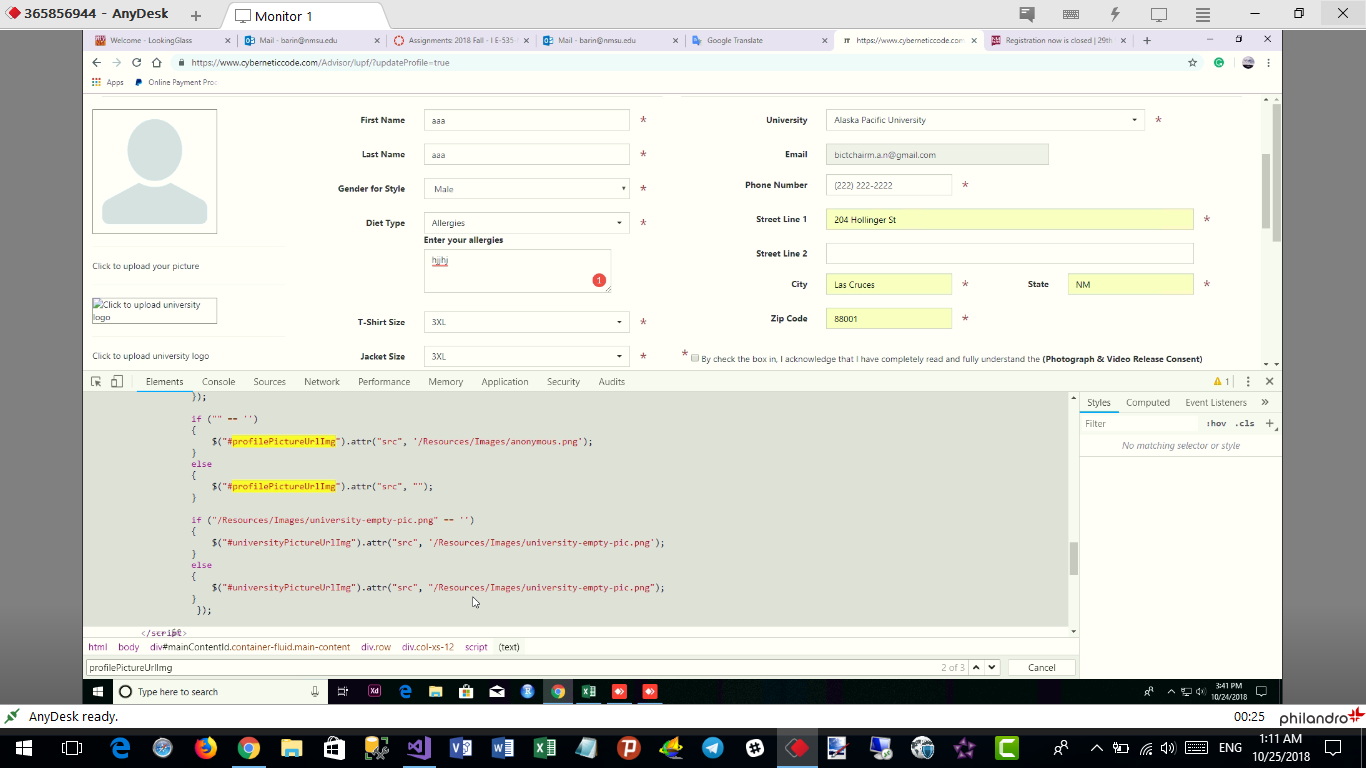 365856944 - AnyDesk
Monitor 1
Welcome - LookingGlass
Mail - barin@nmsu.edu
Assignments: 2018 Fall - I E-535
Mail - barin@nmsu.edu
Google Translate
https://www.cyberneticcode.com
Registration now is closed | 29th
https://www.cyberneticcode.com/Advisor/lupf/?updateProfile=true
Apps
Online Payment Proc
First Name
aaa
*
University
Alaska Pacific University
*
Last Name
aaa
*
Email
bictchairm.a.n@gmail.com
Gender for Style
Male
*
Phone Number
(222) 222-2222
*
Diet Type
Allergies
*
Street Line 1
204 Hollinger St
*
Enter your allergies
hjjhj
1
Street Line 2
Click to upload your picture
City
Las Cruces
*
State
NM
*
Click to upload university
logo
T-Shirt Size
3XL
*
Zip Code
88001
*
Click to upload university logo
Jacket Size
3XL
*
* By check the box in, I acknowledge that I have completely read and fully understand the (Photograph & Video Release Consent)
Elements
Console
Sources
Network
Performance
Memory
Application
Security
Audits
1
});
if ("" == '')
{
$("#profilePictureUrlImg").attr("src", '/Resources/Images/anonymous.png');
}
else
{
$("#profilePictureUrlImg").attr("src", "");
}
if ("/Resources/Images/university-empty-pic.png" == '')
{
$("#universityPictureUrlImg").attr("src", '/Resources/Images/university-empty-pic.png');
}
else
{
$("#universityPictureUrlImg").attr("src", "/Resources/Images/university-empty-pic.png");
}
});
</script>
Styles
Computed
Event Listeners
»
Filter
:hov
.cls
+
No matching selector or style
html
body
div#mainContentId.container-fluid.main-content
div.row
div.col-xs-12
script
(text)
profilePictureUrlImg
2 of 3
Cancel
Type here to search
Xd
3:41 PM
10/24/2018
AnyDesk ready.
00:25
philandro
ENG
1:11 AM
10/25/2018